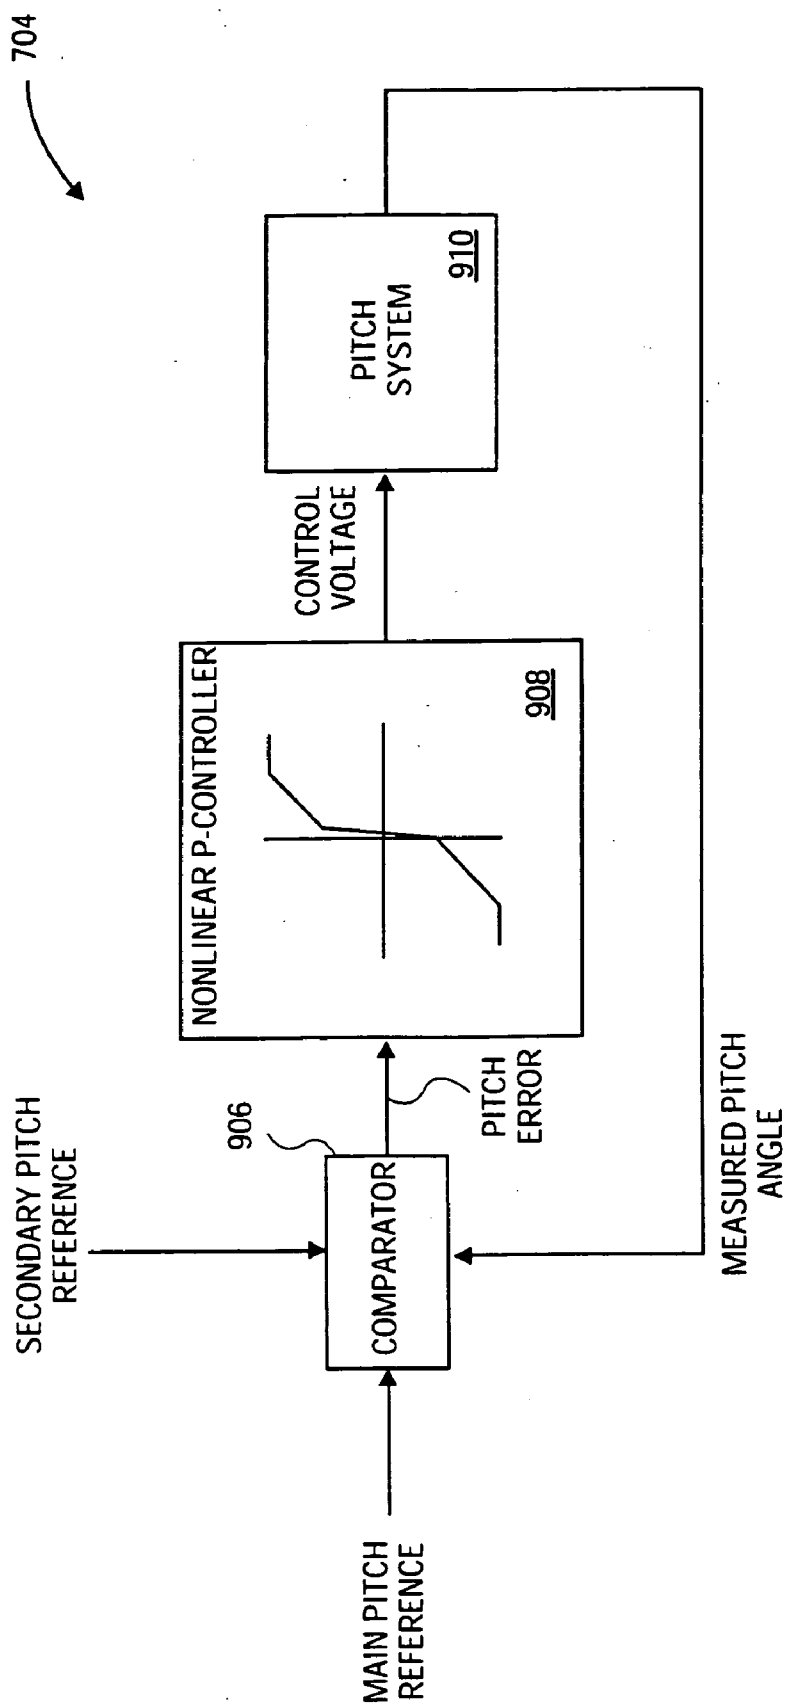 704
SECONDARY PITCH
REFERENCE
MAIN PITCH
REFERENCE
906
COMPARATOR
PITCH
ERROR
NONLINEAR P-CONTROLLER
908
CONTROL
VOLTAGE
PITCH
SYSTEM
910
MEASURED PITCH
ANGLE